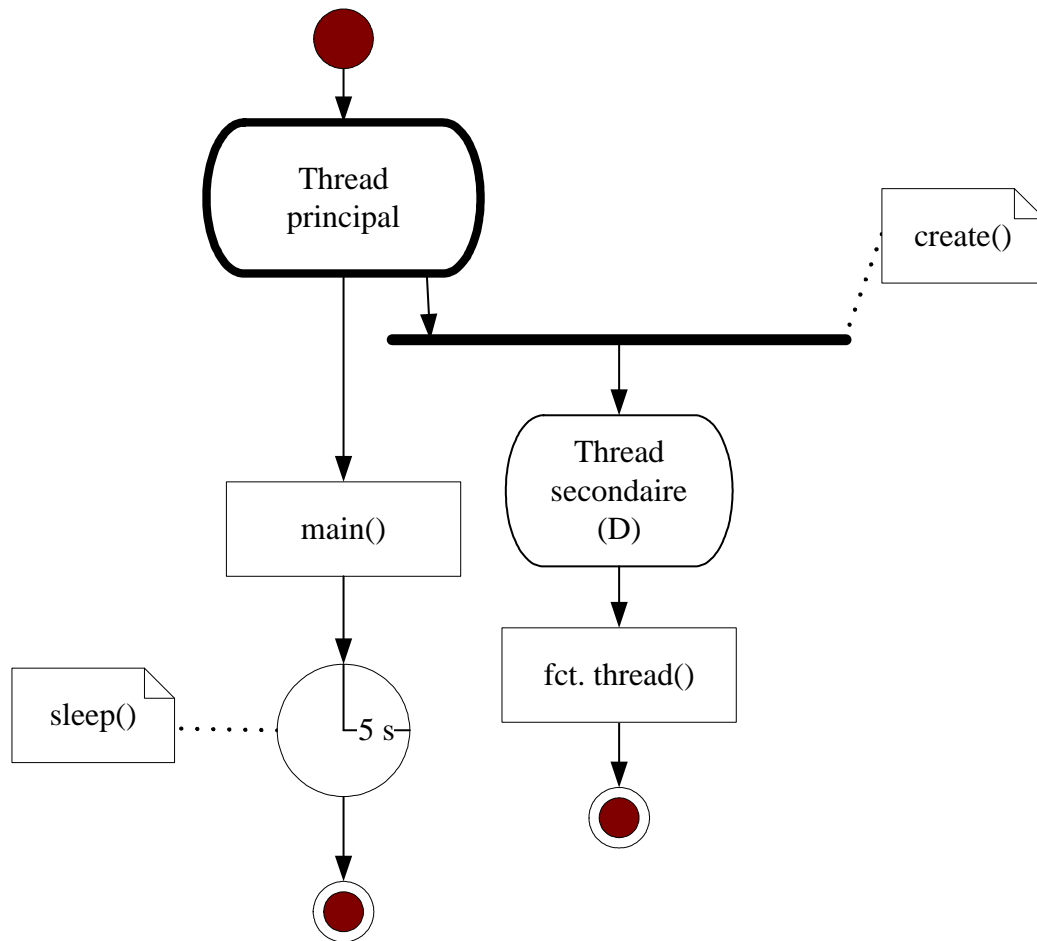 Thread
principal
create()
Thread
secondaire
(D)
main()
fct. thread()
sleep()
5 s